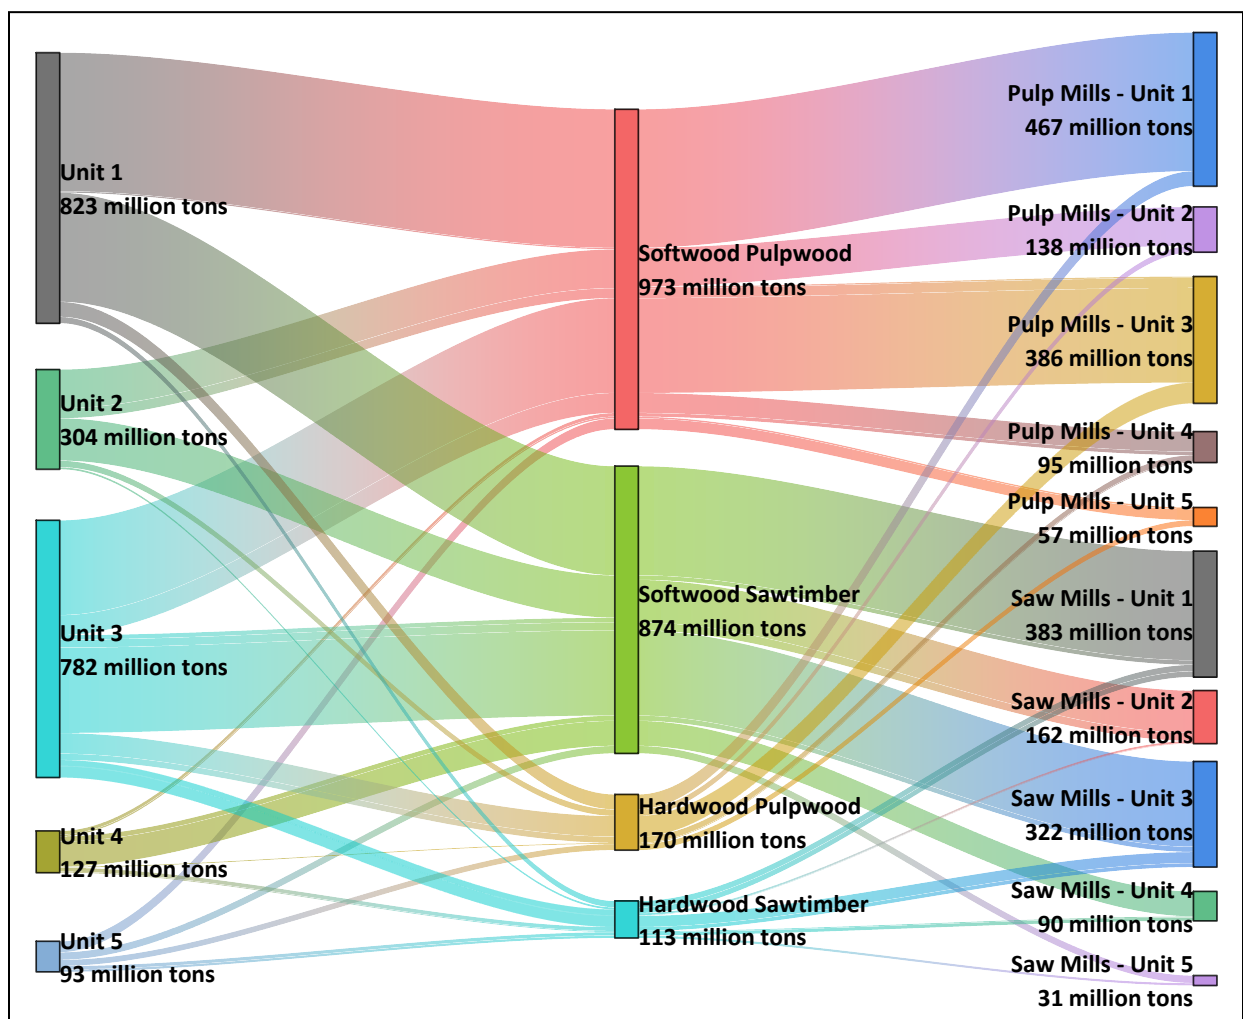 Unit 1
823 million tons
Unit 2
304 million tons
Unit 3
782 million tons
Unit 4
127 million tons
Unit 5
93 million tons
Softwood Pulpwood
973 million tons
Softwood Sawtimber
874 million tons
Hardwood Pulpwood
170 million tons
Hardwood Sawtimber
113 million tons
Pulp Mills - Unit 1
467 million tons
Pulp Mills - Unit 2
138 million tons
Pulp Mills - Unit 3
386 million tons
Pulp Mills - Unit 4
95 million tons
Pulp Mills - Unit 5
57 million tons
Saw Mills - Unit 1
383 million tons
Saw Mills - Unit 2
162 million tons
Saw Mills - Unit 3
322 million tons
Saw Mills - Unit 4
90 million tons
Saw Mills - Unit 5
31 million tons